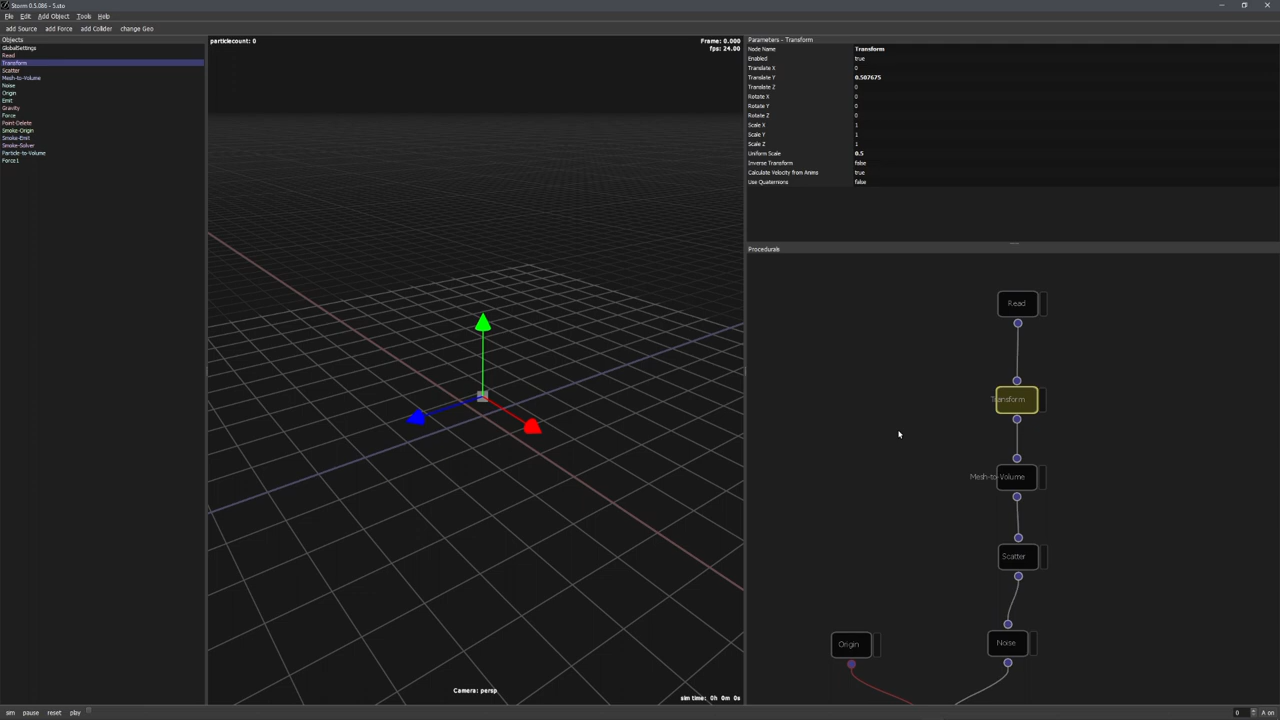 Storm 0.5.086 - 5.sto
File Edit Add Object Tools Help
add Source add Force add Collider change Geo
Objects
GlobalSettings
Read
Transform
Scatter
Mesh-to-Volume
Noise
Origin
Emit
Gravity
Force
Point-Delete
Smoke-Origin
Smoke-Emit
Smoke-Solver
Particle-to-Volume
Force1
particlecount: 0
Frame: 0.000
fps: 24.00
Camera: persp
sim time: 0h 0m 0s
Parameters - Transform
Node Name Transform
Enabled true
Translate X 0
Translate Y 0.507675
Translate Z 0
Rotate X 0
Rotate Y 0
Rotate Z 0
Scale X 1
Scale Y 1
Scale Z 1
Uniform Scale 0.5
Inverse Transform false
Calculate Velocity from Anims true
Use Quaternions false
Procedurals
Read
Transform
Mesh-to-Volume
Scatter
Origin
Noise
sim pause reset play
0 A on